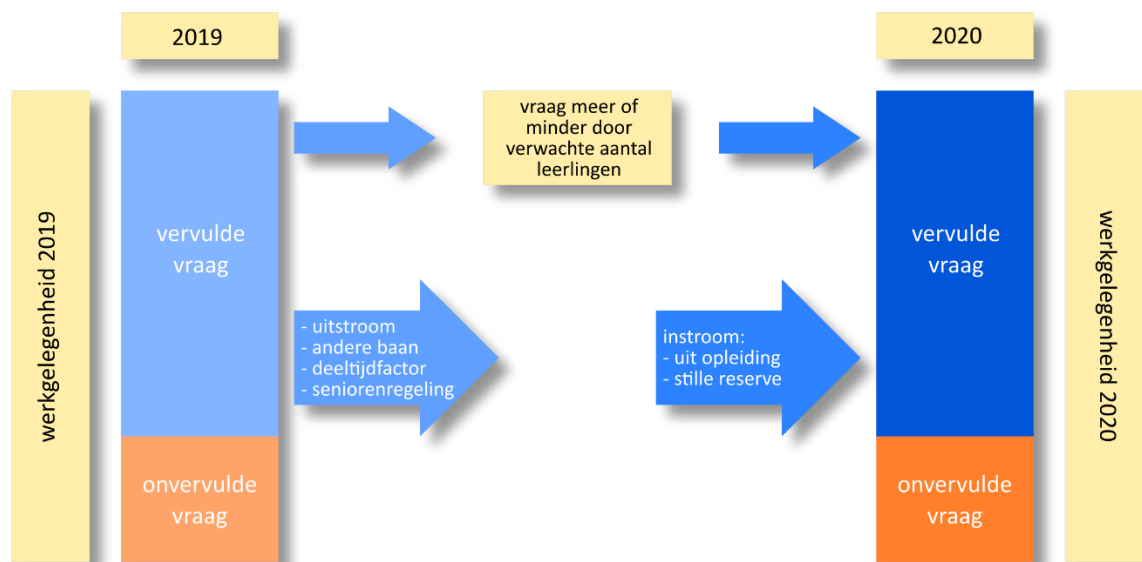 2019
2020
werkgelegenheid 2019
vervulde
vraag
onvervulde
vraag
vraag meer of
minder door
verwachte aantal
leerlingen
- uitstroom
- andere baan
- deeltijdfactor
- seniorenregeling
instroom:
- uit opleiding
- stille reserve
vervulde
vraag
onvervulde
vraag
werkgelegenheid 2020